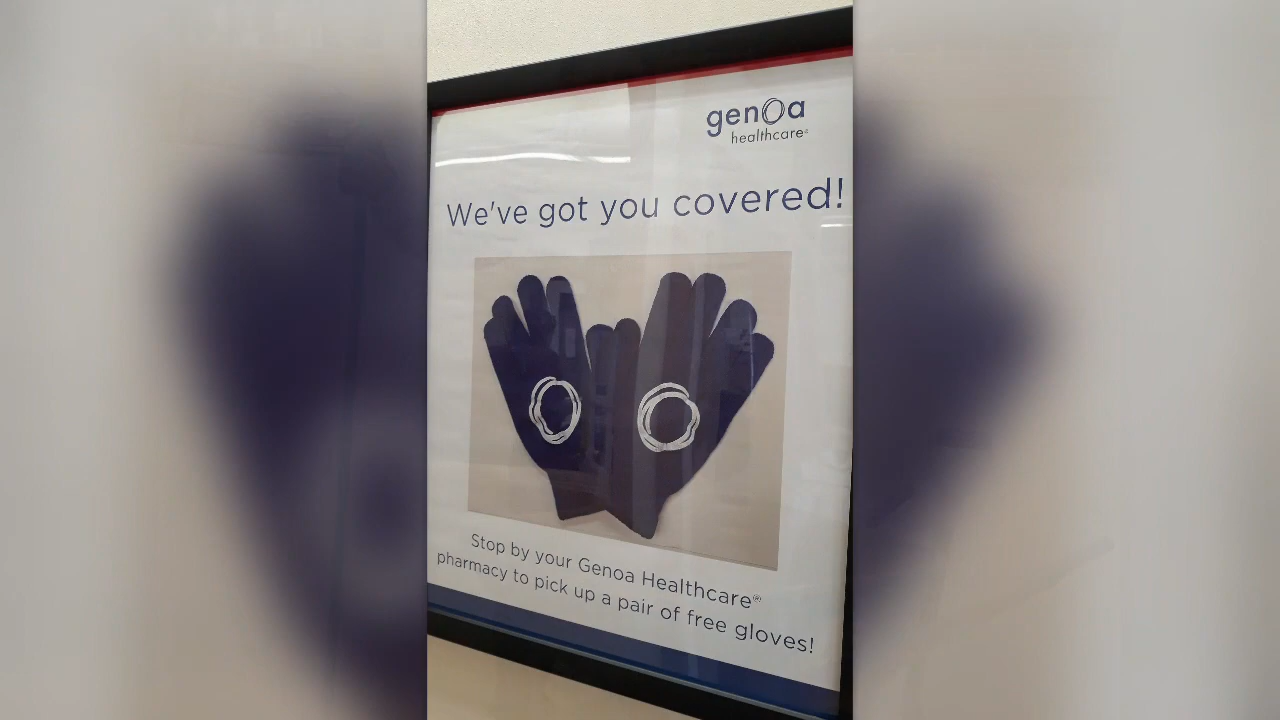 genOa
healthcare®
We've got you covered!
Stop by your Genoa Healthcare®
pharmacy to pick up a pair of free gloves!